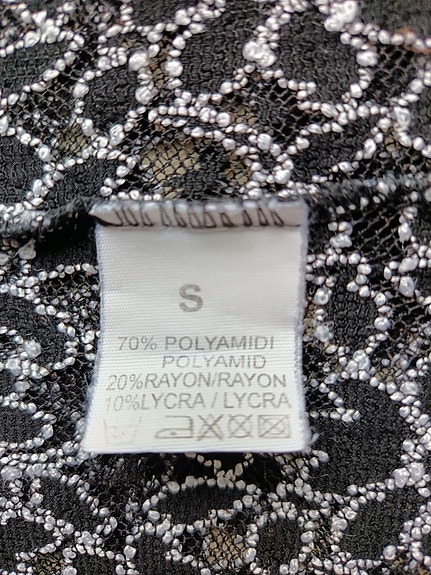 S
70% POLYAMIDI
POLYAMID
20%RAYON/RAYON
10%LYCRA / LYCRA